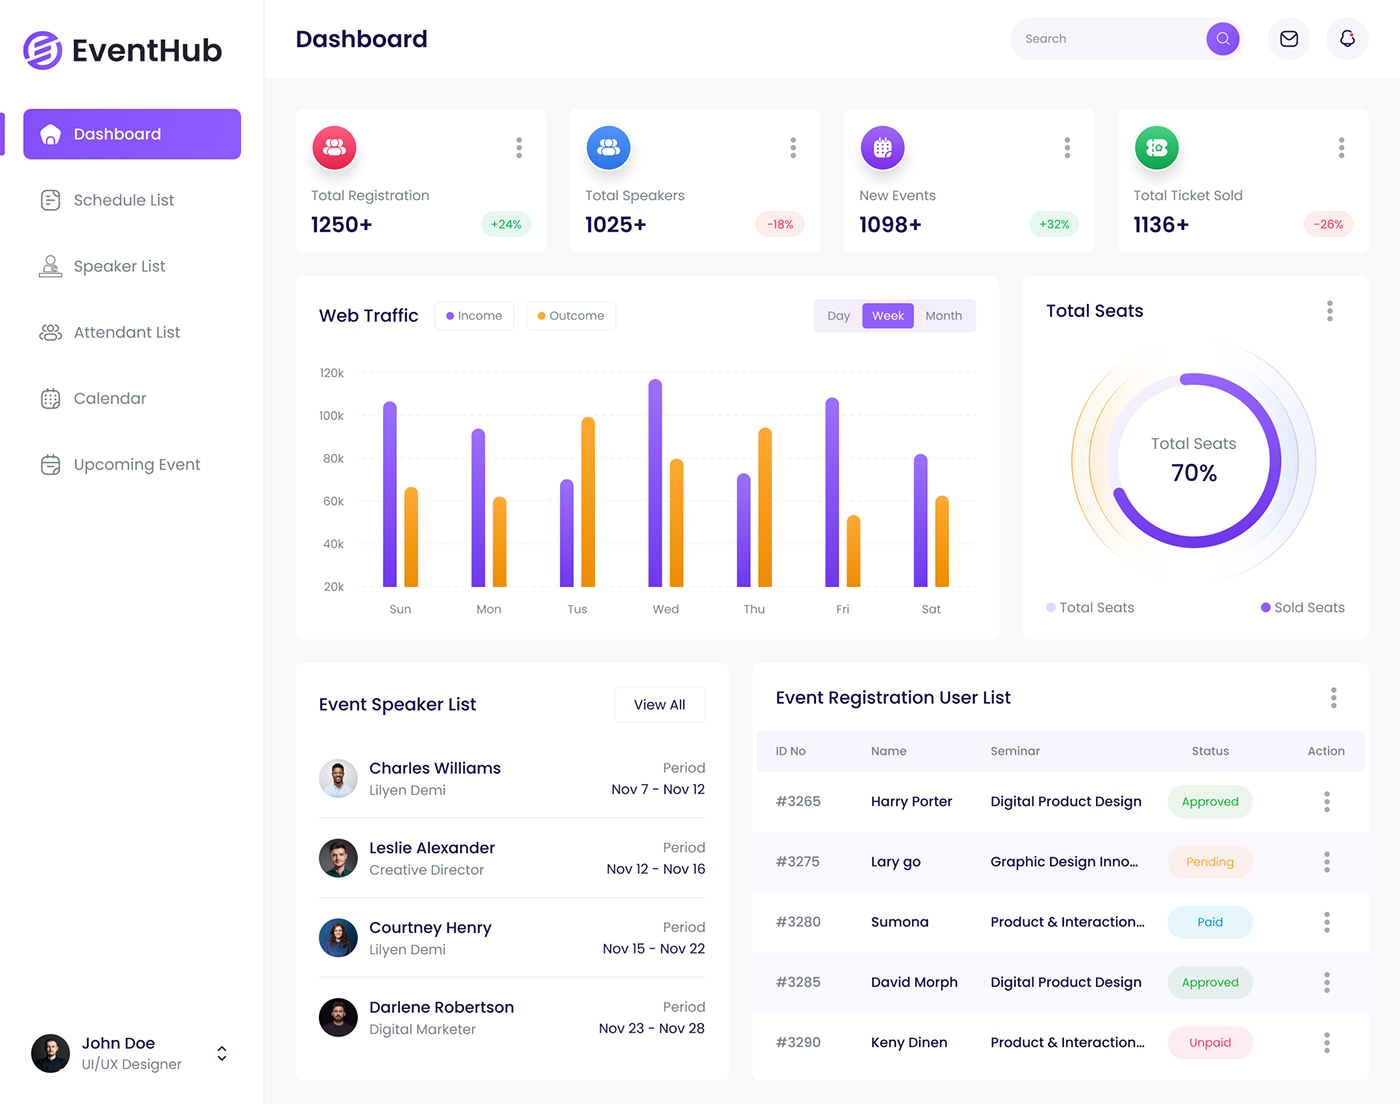 EventHub
Dashboard
Schedule List
Speaker List
Attendant List
Calendar
Upcoming Event
John Doe
UI/UX Designer
Dashboard
Search
Total Registration
1250+
+24%
Total Speakers
1025+
-18%
New Events
1098+
+32%
Total Ticket Sold
1136+
-26%
Web Traffic
Income
Outcome
Day
Week
Month
120k
100k
80k
60k
40k
20k
Sun
Mon
Tus
Wed
Thu
Fri
Sat
Total Seats
Total Seats
70%
Total Seats
Sold Seats
Event Speaker List
View All
Charles Williams
Lilyen Demi
Period
Nov 7 - Nov 12
Leslie Alexander
Creative Director
Period
Nov 12 - Nov 16
Courtney Henry
Lilyen Demi
Period
Nov 15 - Nov 22
Darlene Robertson
Digital Marketer
Period
Nov 23 - Nov 28
Event Registration User List
ID No Name Seminar Status Action
#3265 Harry Porter Digital Product Design Approved
#3275 Lary go Graphic Design Inno... Pending
#3280 Sumona Product & Interaction... Paid
#3285 David Morph Digital Product Design Approved
#3290 Keny Dinen Product & Interaction... Unpaid